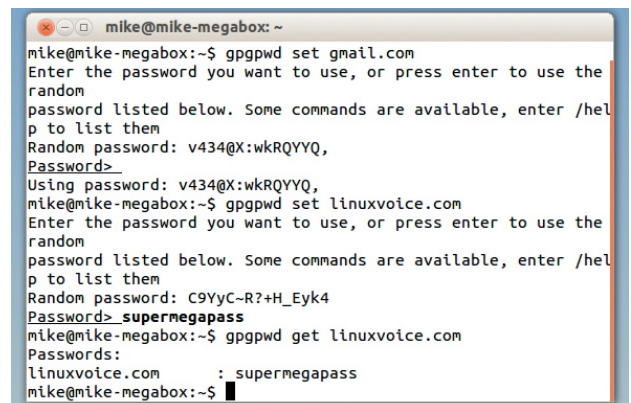 mike@mike-megabox: ~
mike@mike-megabox:~$ gpgpwd set gmail.com
Enter the password you want to use, or press enter to use the
random
password listed below. Some commands are available, enter /hel
p to list them
Random password: v434@X:wkRQYYQ,
Password>
Using password: v434@X:wkRQYYQ,
mike@mike-megabox:~$ gpgpwd set linuxvoice.com
Enter the password you want to use, or press enter to use the
random
password listed below. Some commands are available, enter /hel
p to list them
Random password: C9YyC~R?+H_Eyk4
Password> supermegapass
mike@mike-megabox:~$ gpgpwd get linuxvoice.com
Passwords:
linuxvoice.com : supermegapass
mike@mike-megabox:~$